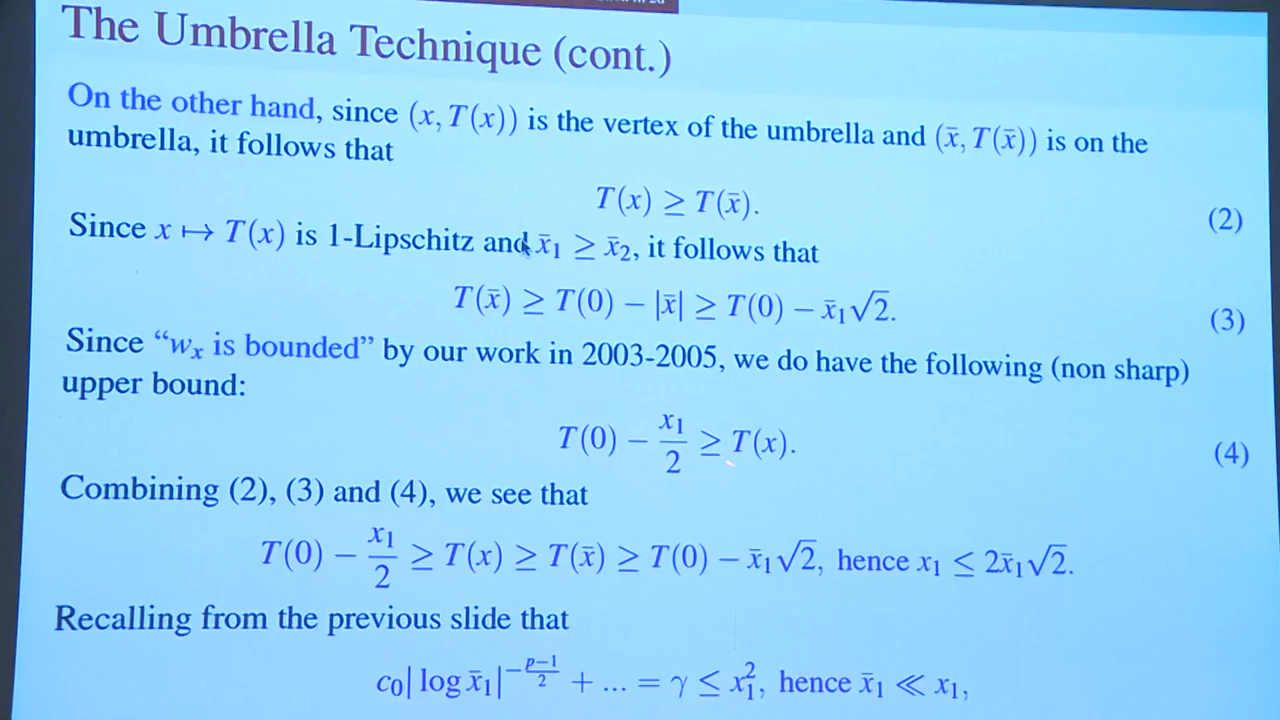 The Umbrella Technique (cont.)
On the other hand, since (x, T(x)) is the vertex of the umbrella and (x̄, T(x̄)) is on the
umbrella, it follows that
T(x) ≥ T(x̄). (2)
Since x ↦ T(x) is 1-Lipschitz and x̄₁ ≥ x̄₂, it follows that
T(x̄) ≥ T(0) − |x̄| ≥ T(0) − x̄₁√2. (3)
Since “wₓ is bounded” by our work in 2003-2005, we do have the following (non sharp)
upper bound:
T(0) − x₁/2 ≥ T(x). (4)
Combining (2), (3) and (4), we see that
T(0) − x₁/2 ≥ T(x) ≥ T(x̄) ≥ T(0) − x̄₁√2, hence x₁ ≤ 2x̄₁√2.
Recalling from the previous slide that
c₀| log x̄₁|^{−(p−1)/2} + ... = γ ≤ x₁², hence x̄₁ ≪ x₁,